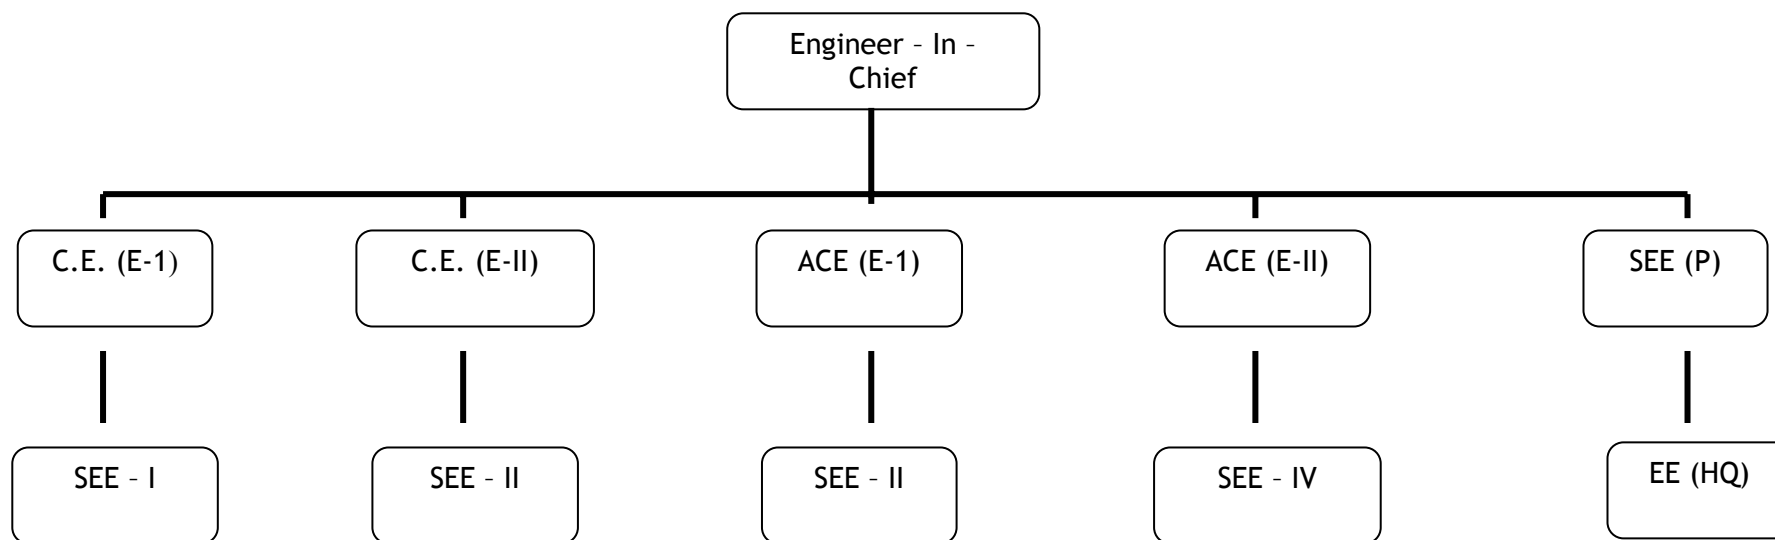 Engineer – In –
Chief
C.E. (E-1)
C.E. (E-II)
ACE (E-1)
ACE (E-II)
SEE (P)
SEE – I
SEE – II
SEE – II
SEE – IV
EE (HQ)